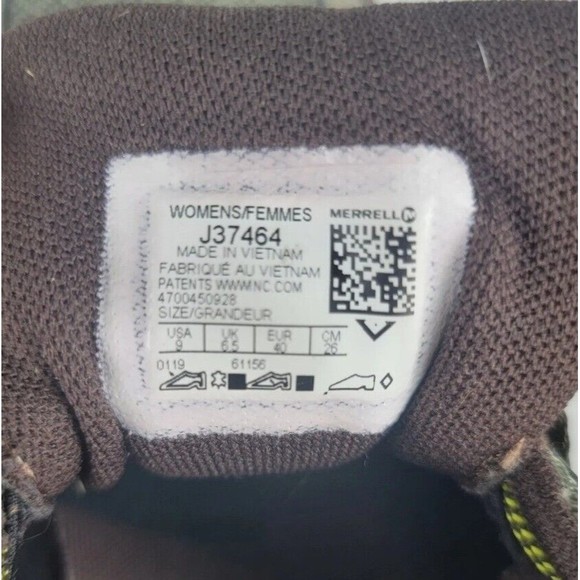 WOMENS/FEMMES MERRELL
J37464
MADE IN VIETNAM
FABRIQUÉ AU VIETNAM
PATENTS WWW.NC.COM
4700450928
SIZE/GRANDEUR
USA UK EUR CM
9 6.5 40 26
0119 61156